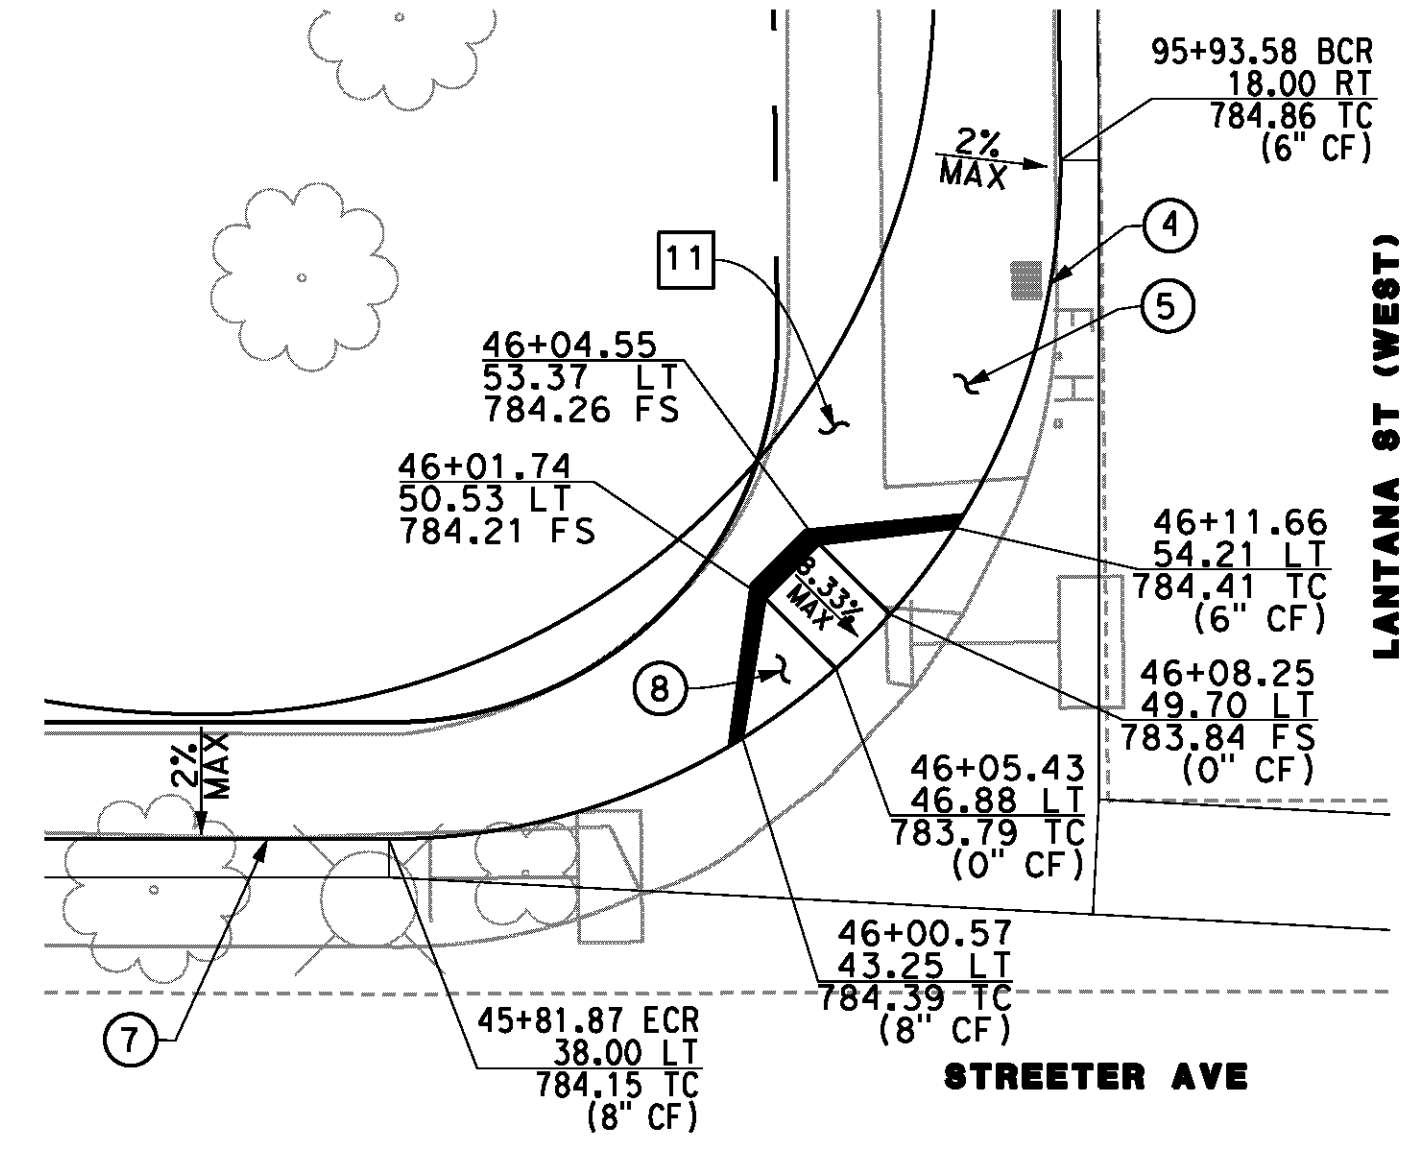 95+93.58 BCR
18.00 RT
784.86 TC
(6" CF)
2%
MAX
4
11
5
46+04.55
53.37 LT
784.26 FS
46+01.74
50.53 LT
784.21 FS
LANTANA ST (WEST)
46+11.66
54.21 LT
784.41 TC
(6" CF)
8.33%
MAX
8
46+08.25
49.70 LT
783.84 FS
(0" CF)
2%
MAX
46+05.43
46.88 LT
783.79 TC
(0" CF)
46+00.57
43.25 LT
784.39 TC
(8" CF)
7
45+81.87 ECR
38.00 LT
784.15 TC
(8" CF)
STREETER AVE